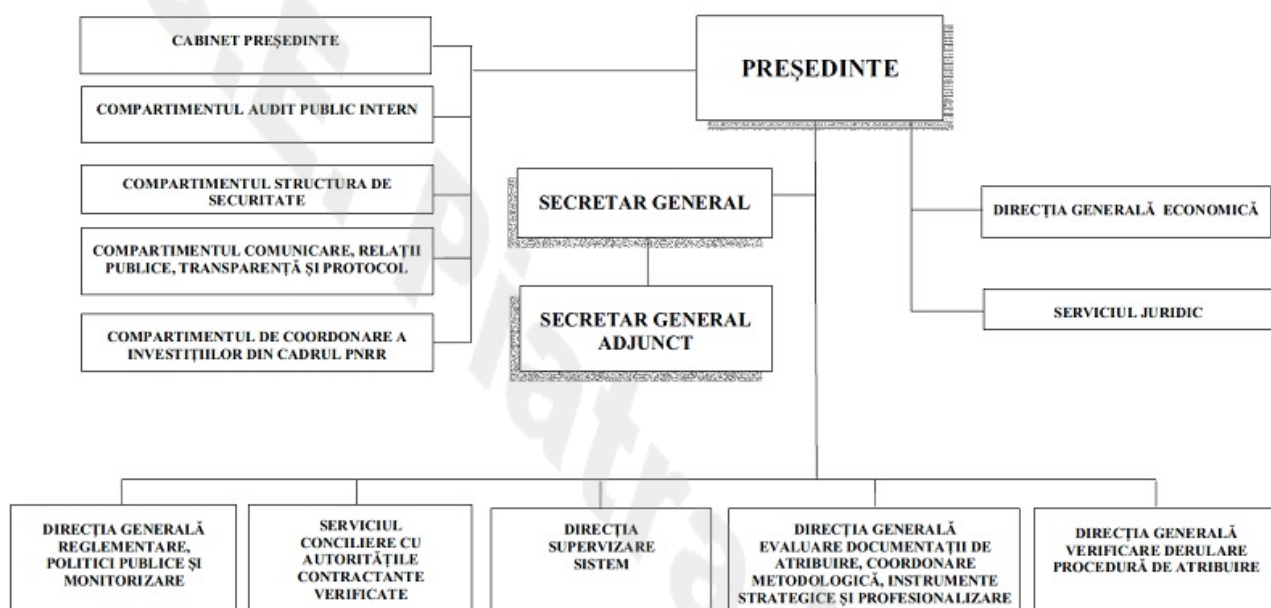 CABINET PREȘEDINTE
PREȘEDINTE
COMPARTIMENTUL AUDIT PUBLIC INTERN
COMPARTIMENTUL STRUCTURA DE
SECURITATE
COMPARTIMENTUL COMUNICARE, RELAȚII
PUBLICE, TRANSPARENȚĂ ȘI PROTOCOL
COMPARTIMENTUL DE COORDONARE A
INVESTIȚIILOR DIN CADRUL PNRR
SECRETAR GENERAL
SECRETAR GENERAL
ADJUNCT
DIRECȚIA GENERALĂ ECONOMICĂ
SERVICIUL JURIDIC
DIRECȚIA GENERALĂ
REGLEMENTARE,
POLITICI PUBLICE ȘI
MONITORIZARE
SERVICIUL
CONCILIERE CU
AUTORITĂȚILE
CONTRACTANTE
VERIFICATE
DIRECȚIA
SUPERVIZARE
SISTEM
DIRECȚIA GENERALĂ
EVALUARE DOCUMENTAȚII DE
ATRIBUIRE, COORDONARE
METODOLOGICĂ, INSTRUMENTE
STRATEGICE ȘI PROFESIONALIZARE
DIRECȚIA GENERALĂ
VERIFICARE DERULARE
PROCEDURĂ DE ATRIBUIRE
.E. Piatra